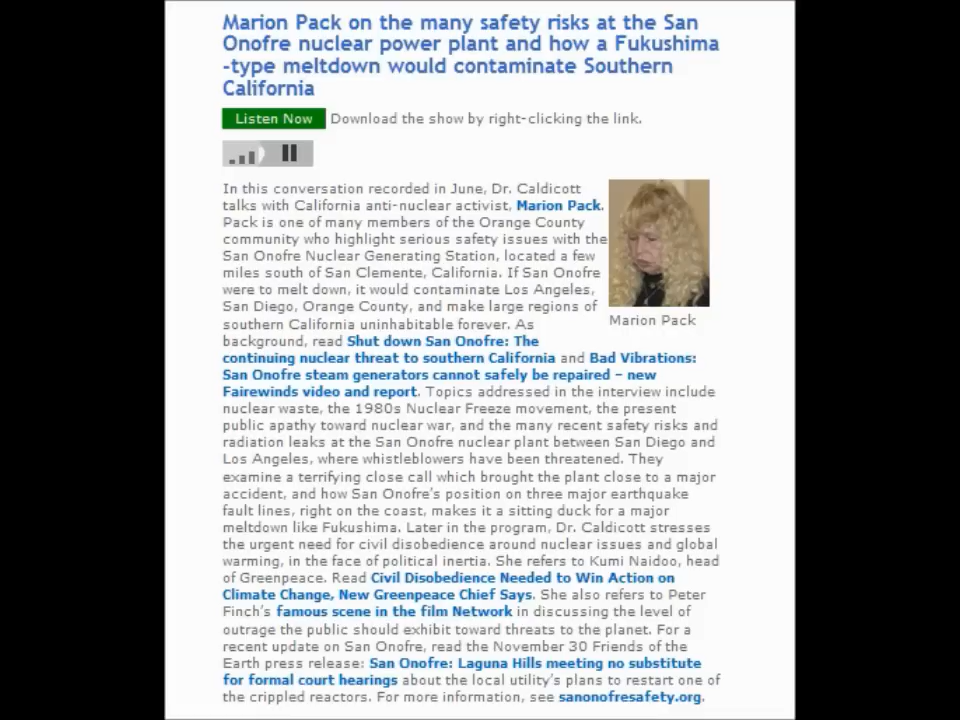 Marion Pack on the many safety risks at the San
Onofre nuclear power plant and how a Fukushima
-type meltdown would contaminate Southern
California
Listen Now Download the show by right-clicking the link.
In this conversation recorded in June, Dr. Caldicott
talks with California anti-nuclear activist, Marion Pack.
Pack is one of many members of the Orange County
community who highlight serious safety issues with the
San Onofre Nuclear Generating Station, located a few
miles south of San Clemente, California. If San Onofre
were to melt down, it would contaminate Los Angeles,
San Diego, Orange County, and make large regions of
southern California uninhabitable forever. As
Marion Pack
background, read Shut down San Onofre: The
continuing nuclear threat to southern California and Bad Vibrations:
San Onofre steam generators cannot safely be repaired – new
Fairewinds video and report. Topics addressed in the interview include
nuclear waste, the 1980s Nuclear Freeze movement, the present
public apathy toward nuclear war, and the many recent safety risks and
radiation leaks at the San Onofre nuclear plant between San Diego and
Los Angeles, where whistleblowers have been threatened. They
examine a terrifying close call which brought the plant close to a major
accident, and how San Onofre's position on three major earthquake
fault lines, right on the coast, makes it a sitting duck for a major
meltdown like Fukushima. Later in the program, Dr. Caldicott stresses
the urgent need for civil disobedience around nuclear issues and global
warming, in the face of political inertia. She refers to Kumi Naidoo, head
of Greenpeace. Read Civil Disobedience Needed to Win Action on
Climate Change, New Greenpeace Chief Says. She also refers to Peter
Finch's famous scene in the film Network in discussing the level of
outrage the public should exhibit toward threats to the planet. For a
recent update on San Onofre, read the November 30 Friends of the
Earth press release: San Onofre: Laguna Hills meeting no substitute
for formal court hearings about the local utility's plans to restart one of
the crippled reactors. For more information, see sanonofresafety.org.